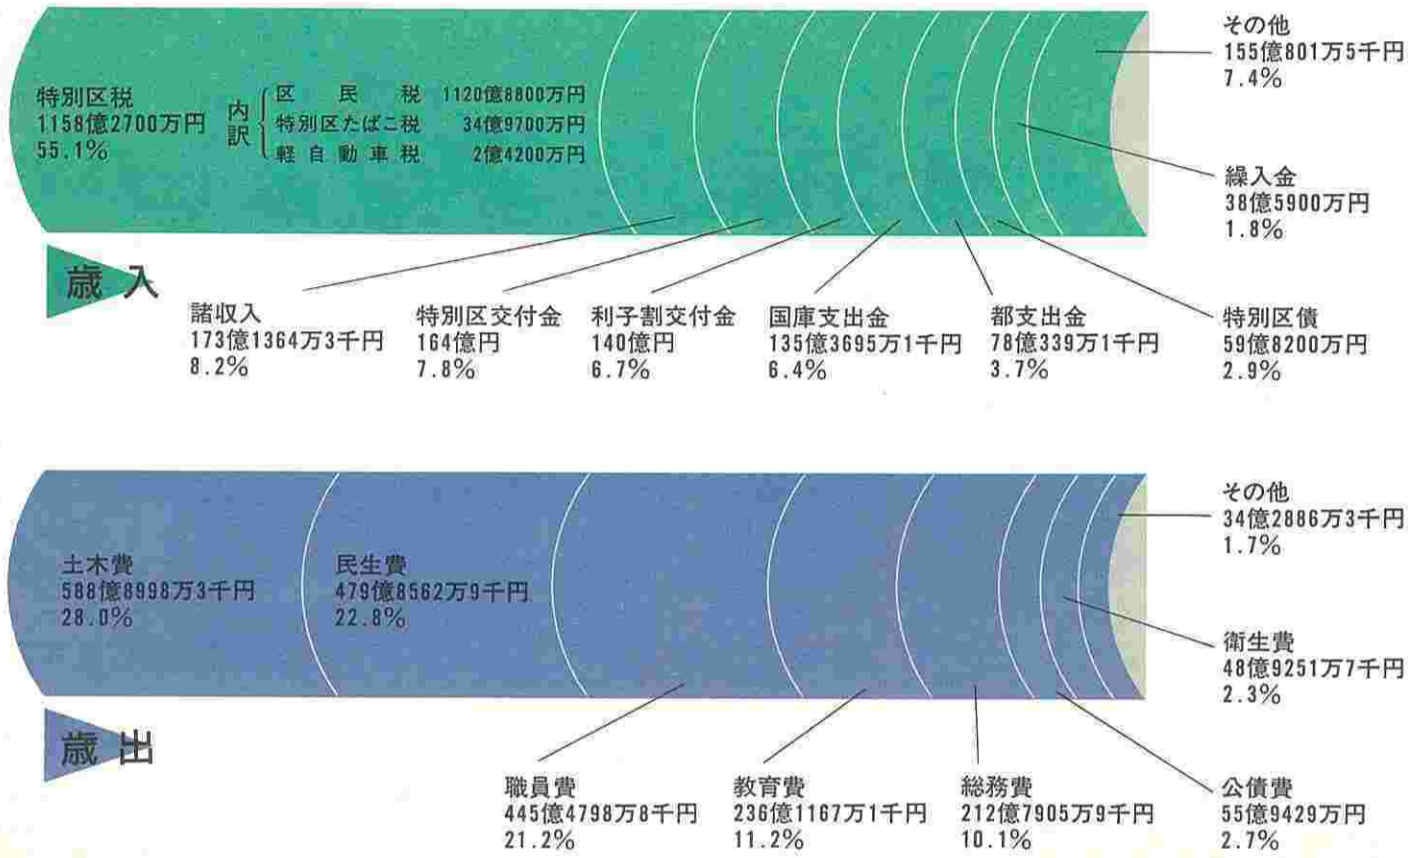 特別区税
1158億2700万円
55.1%
内訳
区民税 1120億8800万円
特別区たばこ税 34億9700万円
軽自動車税 2億4200万円
その他
155億801万5千円
7.4%
繰入金
38億5900万円
1.8%
歳入
諸収入
173億1364万3千円
8.2%
特別区交付金
164億円
7.8%
利子割交付金
140億円
6.7%
国庫支出金
135億3695万1千円
6.4%
都支出金
78億339万1千円
3.7%
特別区債
59億8200万円
2.9%
土木費
588億8998万3千円
28.0%
民生費
479億8562万9千円
22.8%
その他
34億2886万3千円
1.7%
衛生費
48億9251万7千円
2.3%
歳出
職員費
445億4798万8千円
21.2%
教育費
236億1167万1千円
11.2%
総務費
212億7905万9千円
10.1%
公債費
55億9429万円
2.7%